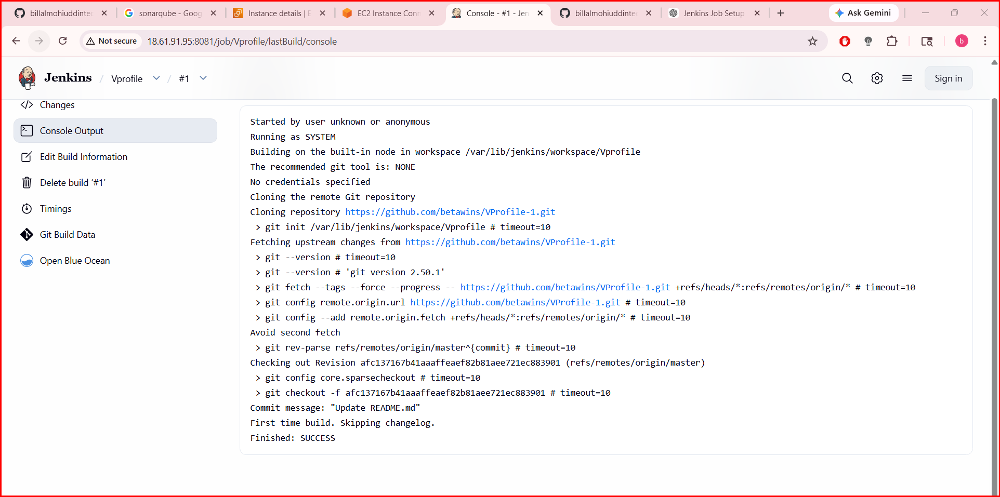 billalmohiuddintec
sonarqube - Goog
Instance details | E
EC2 Instance Conn
Console - #1 - Jen
billalmohiuddintec
Jenkins Job Setup
Ask Gemini
Not secure
18.61.91.95:8081/job/Vprofile/lastBuild/console
b
Jenkins / Vprofile / #1
Sign in
Changes
Console Output
Edit Build Information
Delete build ‘#1’
Timings
Git Build Data
Open Blue Ocean
Started by user unknown or anonymous
Running as SYSTEM
Building on the built-in node in workspace /var/lib/jenkins/workspace/Vprofile
The recommended git tool is: NONE
No credentials specified
Cloning the remote Git repository
Cloning repository https://github.com/betawins/VProfile-1.git
 > git init /var/lib/jenkins/workspace/Vprofile # timeout=10
Fetching upstream changes from https://github.com/betawins/VProfile-1.git
 > git --version # timeout=10
 > git --version # 'git version 2.50.1'
 > git fetch --tags --force --progress -- https://github.com/betawins/VProfile-1.git +refs/heads/*:refs/remotes/origin/* # timeout=10
 > git config remote.origin.url https://github.com/betawins/VProfile-1.git # timeout=10
 > git config --add remote.origin.fetch +refs/heads/*:refs/remotes/origin/* # timeout=10
Avoid second fetch
 > git rev-parse refs/remotes/origin/master^{commit} # timeout=10
Checking out Revision afc137167b41aaaffeaef82b81aee721ec883901 (refs/remotes/origin/master)
 > git config core.sparsecheckout # timeout=10
 > git checkout -f afc137167b41aaaffeaef82b81aee721ec883901 # timeout=10
Commit message: "Update README.md"
First time build. Skipping changelog.
Finished: SUCCESS